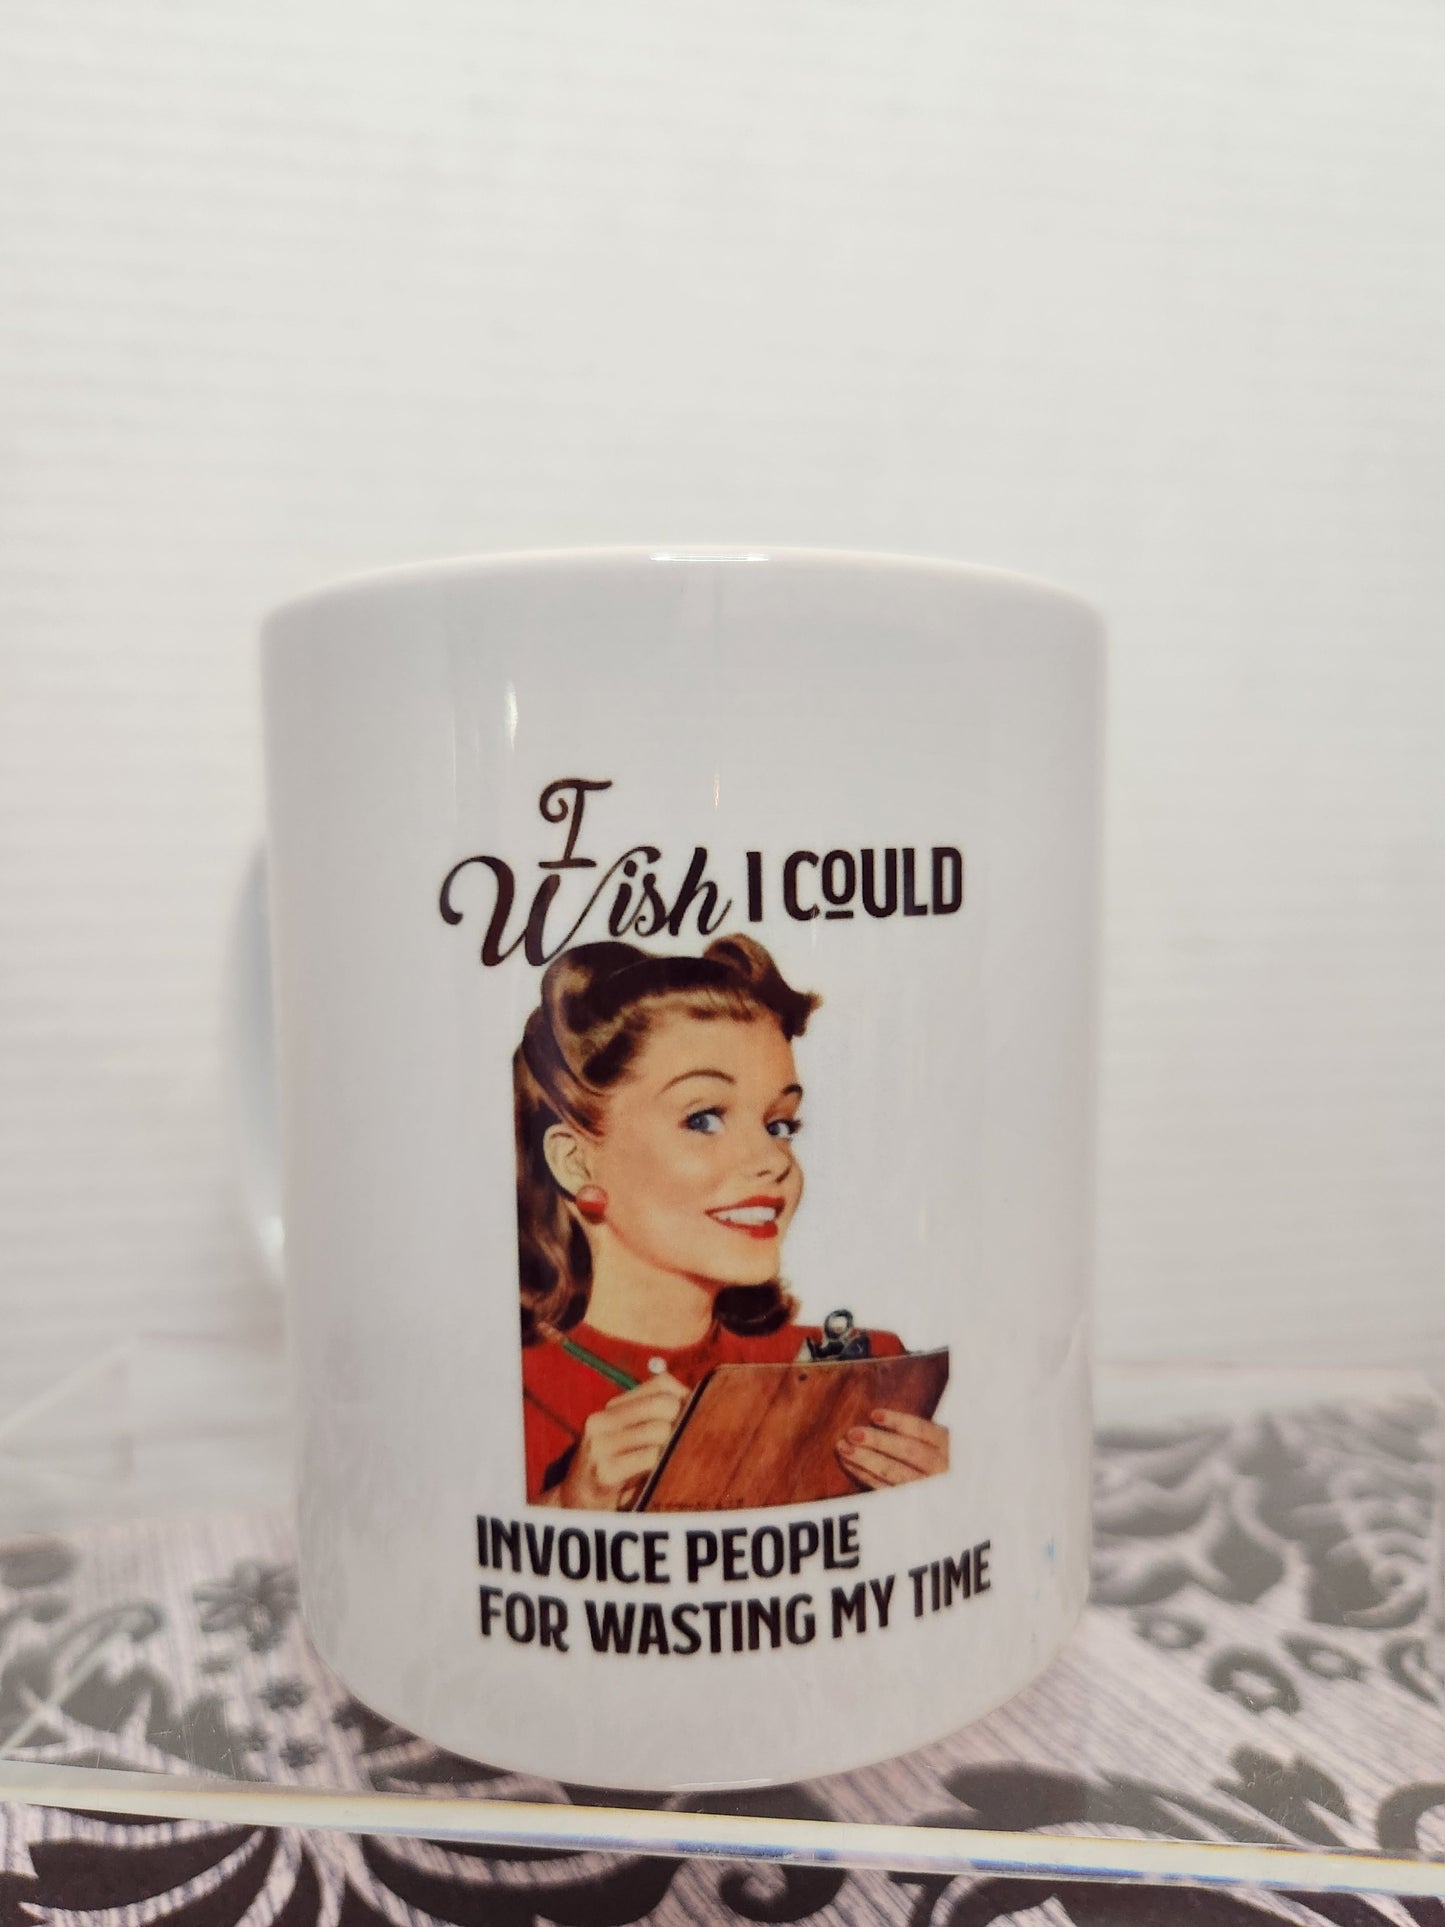 I
Wish I COULD
INVOICE PEOPLE
FOR WASTING MY TIME